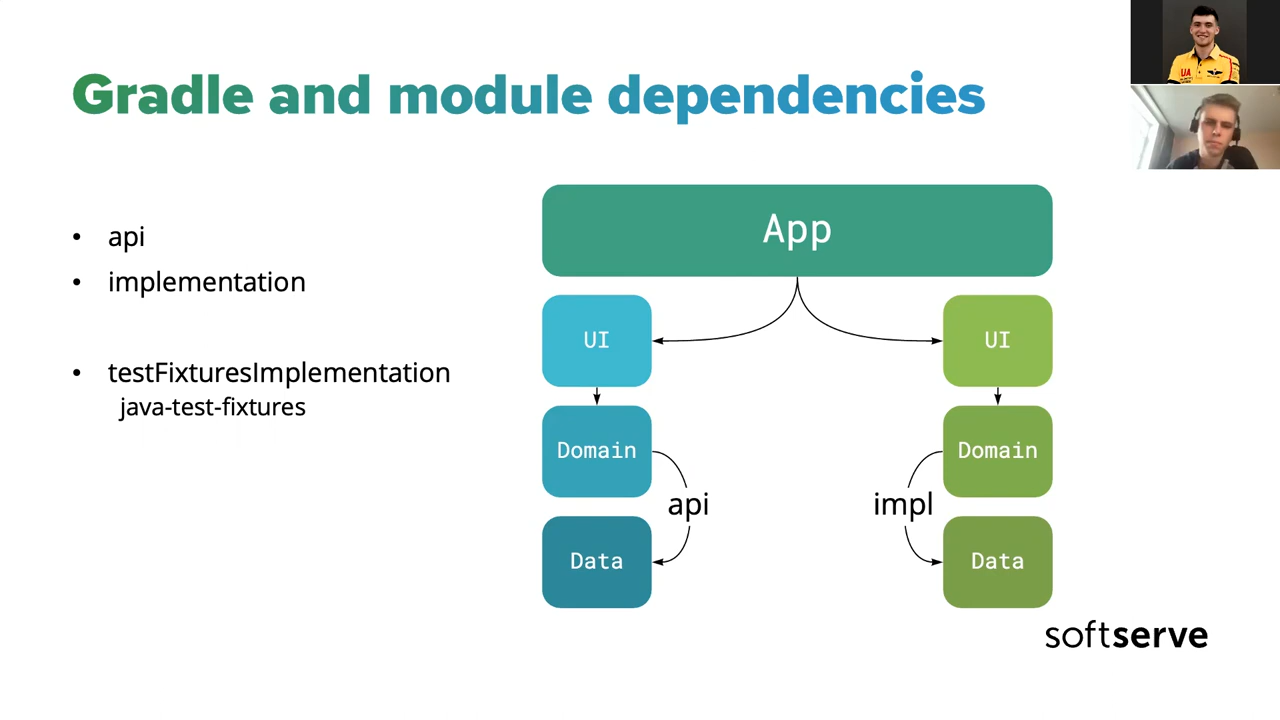 Gradle and module dependencies
api
implementation
testFixturesImplementation
java-test-fixtures
App
UI
UI
Domain
Domain
api
impl
Data
Data
softserve
UA